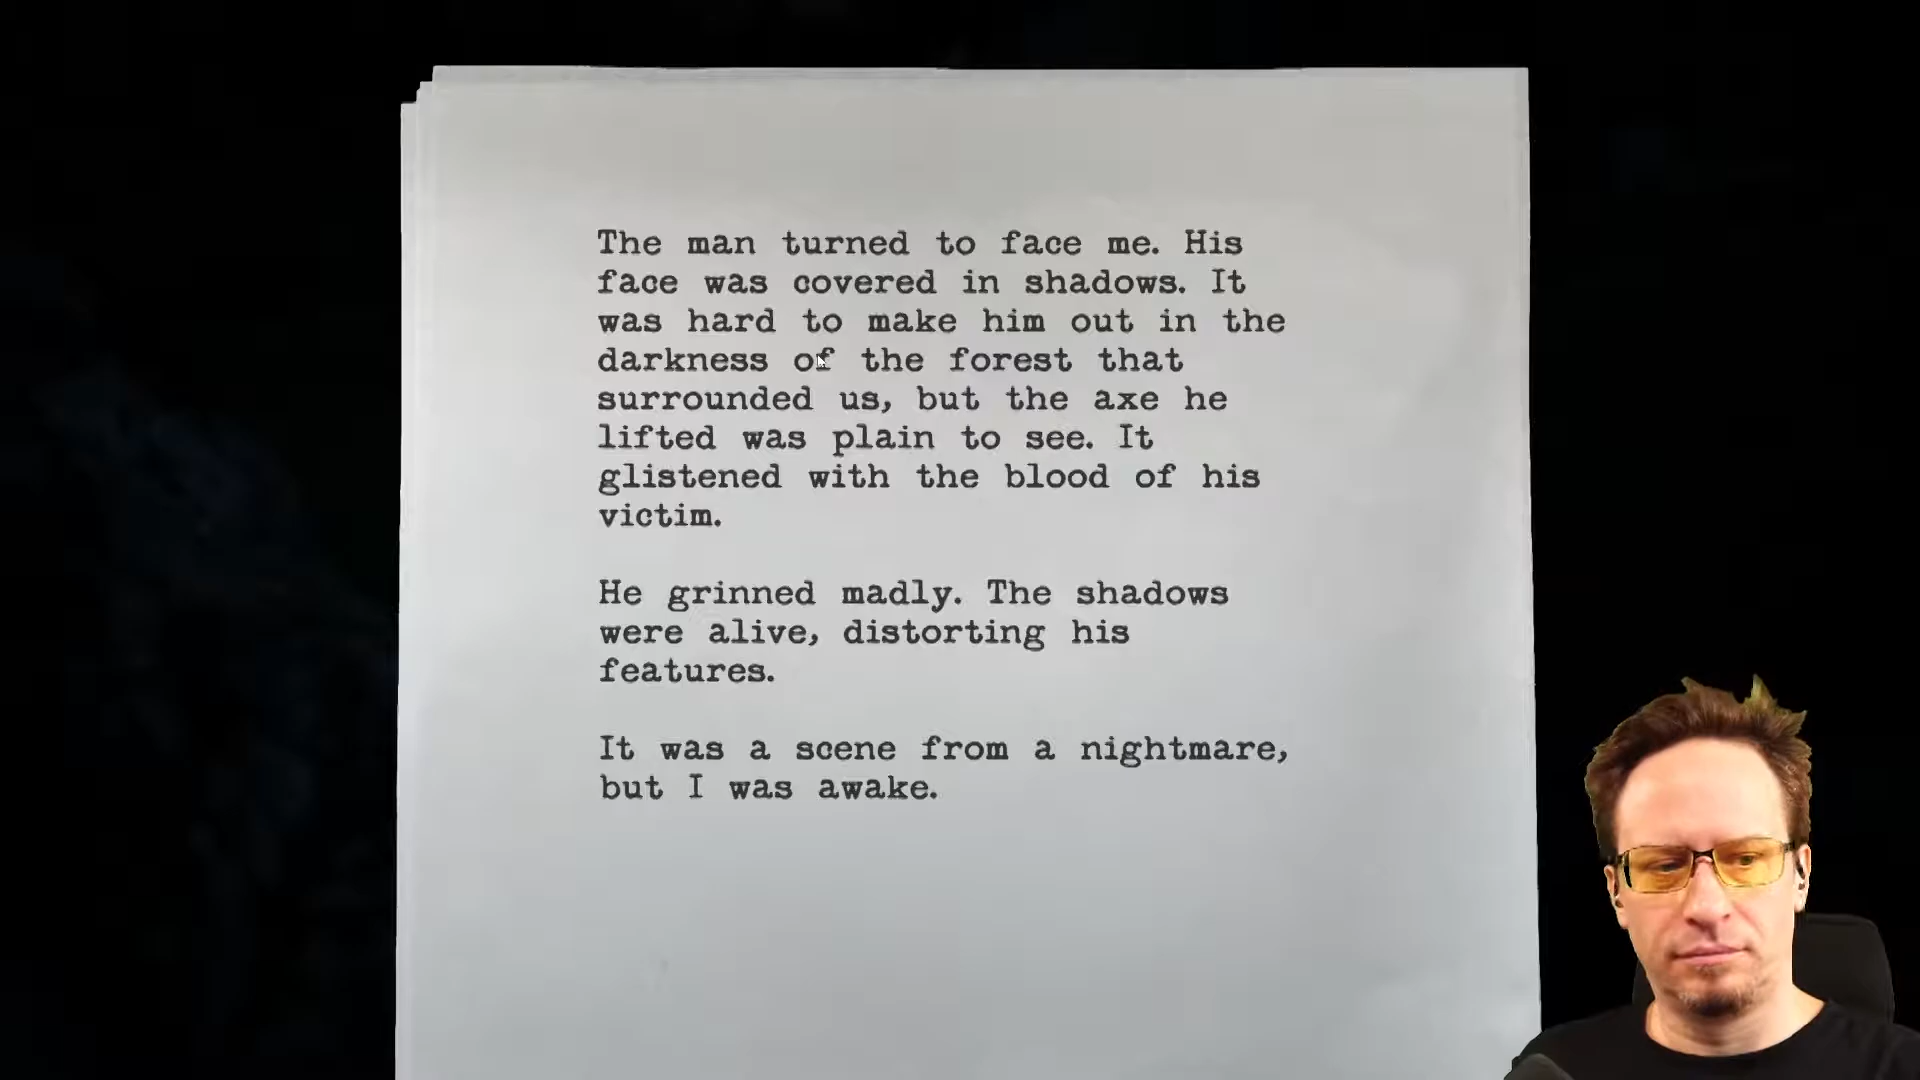 The man turned to face me. His
face was covered in shadows. It
was hard to make him out in the
darkness of the forest that
surrounded us, but the axe he
lifted was plain to see. It
glistened with the blood of his
victim.
He grinned madly. The shadows
were alive, distorting his
features.
It was a scene from a nightmare,
but I was awake.